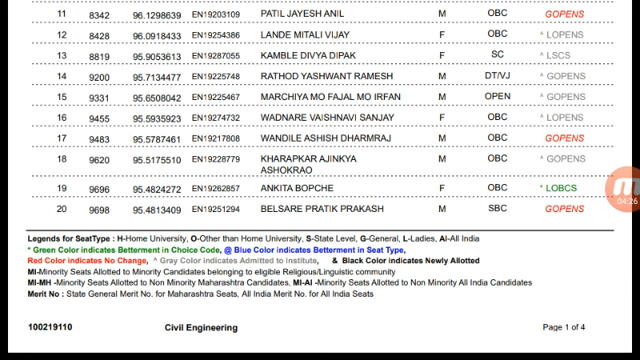 11 8342 96.1298639 EN19203109 PATIL JAYESH ANIL M OBC GOPENS
12 8428 96.0918433 EN19254386 LANDE MITALI VIJAY F OBC ^ LOPENS
13 8819 95.9053613 EN19287055 KAMBLE DIVYA DIPAK F SC ^ LSCS
14 9200 95.7134477 EN19225748 RATHOD YASHWANT RAMESH M DT/VJ ^ GOPENS
15 9331 95.6508042 EN19225467 MARCHIYA MO FAJAL MO IRFAN M OPEN ^ GOPENS
16 9455 95.5935923 EN19274732 WADNARE VAISHNAVI SANJAY F OBC ^ LOPENS
17 9483 95.5787461 EN19217808 WANDILE ASHISH DHARMRAJ M OBC GOPENS
18 9620 95.5175510 EN19228779 KHARAPKAR AJINKYA M OBC ^ GOPENS
ASHOKRAO
19 9696 95.4824272 EN19262857 ANKITA BOPCHE F OBC * LOBCS
20 9698 95.4813409 EN19251294 BELSARE PRATIK PRAKASH M SBC GOPENS
04:26
Legends for SeatType : H-Home University, O-Other than Home University, S-State Level, G-General, L-Ladies, AI-All India
* Green Color indicates Betterment in Choice Code, @ Blue Color indicates Betterment in Seat Type,
Red Color indicates No Change, ^ Gray Color indicates Admitted to Institute, & Black Color indicates Newly Allotted
MI-Minority Seats Allotted to Minority Candidates belonging to eligible Religious/Linguistic community
MI-MH -Minority Seats Allotted to Non Minority Maharashtra Candidates, MI-AI -Minority Seats Allotted to Non Minority All India Candidates
Merit No : State General Merit No. for Maharashtra Seats, All India Merit No. for All India Seats
100219110 Civil Engineering Page 1 of 4